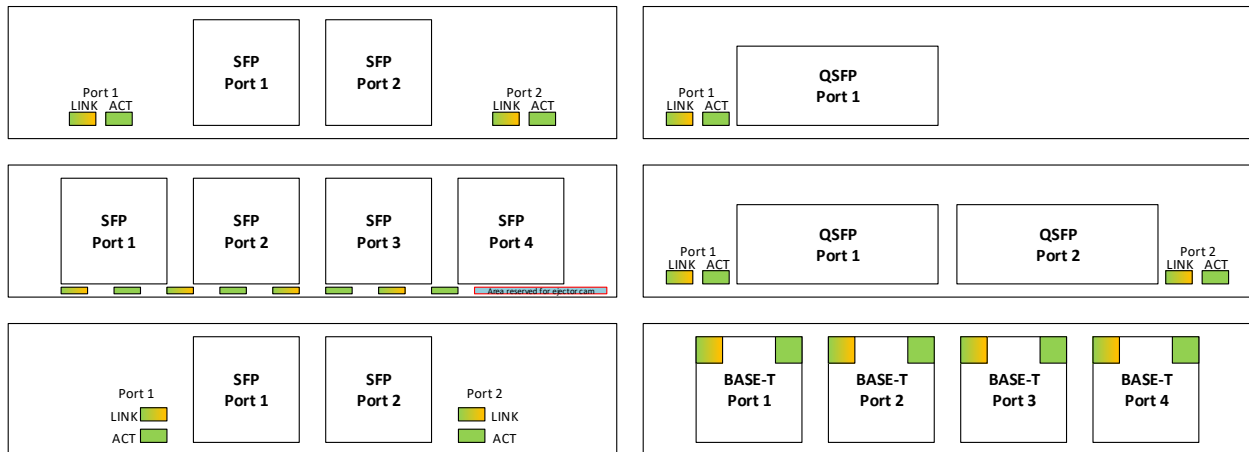 SFP
Port 1
SFP
Port 2
Port 1
LINK ACT
Port 2
LINK ACT
QSFP
Port 1
Port 1
LINK ACT
SFP
Port 1
SFP
Port 2
SFP
Port 3
SFP
Port 4
Area reserved for ejector cam
QSFP
Port 1
QSFP
Port 2
Port 1
LINK ACT
Port 2
LINK ACT
SFP
Port 1
SFP
Port 2
Port 1
LINK
ACT
Port 2
LINK
ACT
BASE-T
Port 1
BASE-T
Port 2
BASE-T
Port 3
BASE-T
Port 4